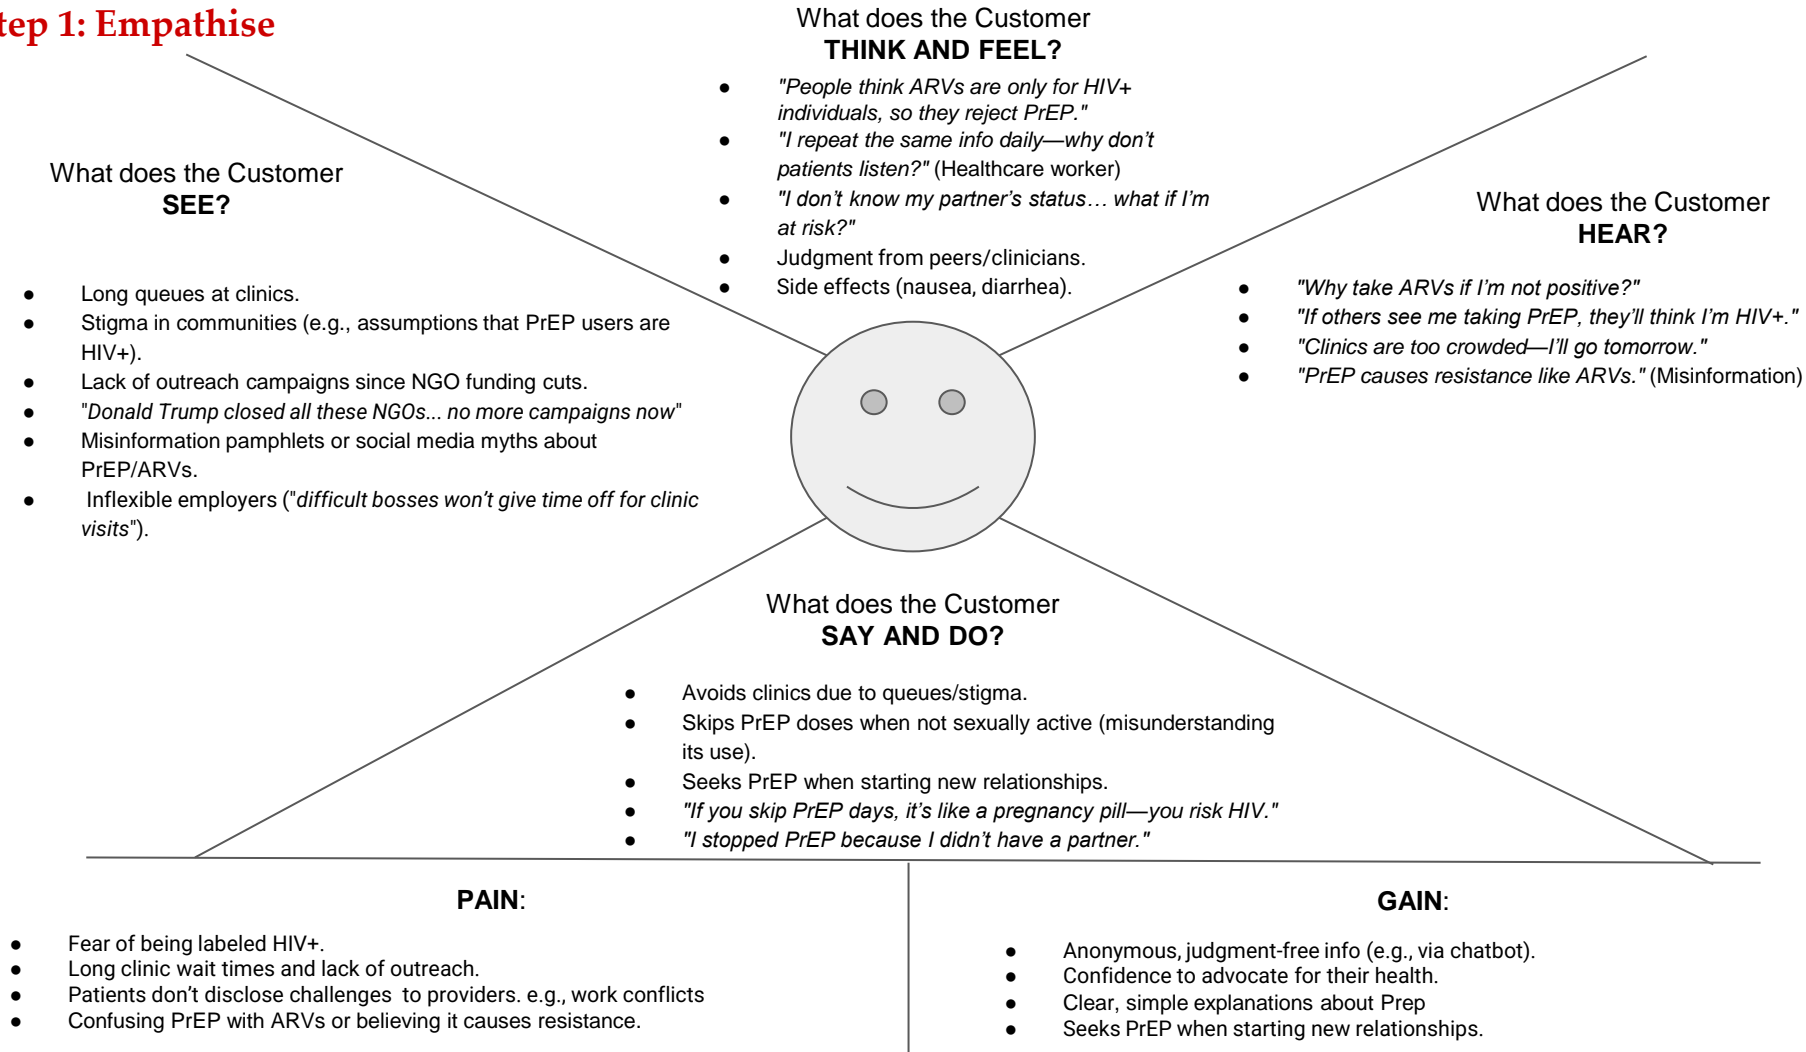 tep 1: Empathise
What does the Customer
THINK AND FEEL?
● "People think ARVs are only for HIV+
individuals, so they reject PrEP."
● "I repeat the same info daily—why don't
patients listen?" (Healthcare worker)
● "I don't know my partner's status… what if I'm
at risk?"
● Judgment from peers/clinicians.
● Side effects (nausea, diarrhea).
What does the Customer
SEE?
● Long queues at clinics.
● Stigma in communities (e.g., assumptions that PrEP users are
HIV+).
● Lack of outreach campaigns since NGO funding cuts.
● "Donald Trump closed all these NGOs... no more campaigns now"
● Misinformation pamphlets or social media myths about
PrEP/ARVs.
● Inflexible employers ("difficult bosses won't give time off for clinic
visits").
What does the Customer
HEAR?
● "Why take ARVs if I'm not positive?"
● "If others see me taking PrEP, they'll think I'm HIV+."
● "Clinics are too crowded—I'll go tomorrow."
● "PrEP causes resistance like ARVs." (Misinformation)
What does the Customer
SAY AND DO?
● Avoids clinics due to queues/stigma.
● Skips PrEP doses when not sexually active (misunderstanding
its use).
● Seeks PrEP when starting new relationships.
● "If you skip PrEP days, it's like a pregnancy pill—you risk HIV."
● "I stopped PrEP because I didn't have a partner."
PAIN:
● Fear of being labeled HIV+.
● Long clinic wait times and lack of outreach.
● Patients don't disclose challenges to providers. e.g., work conflicts
● Confusing PrEP with ARVs or believing it causes resistance.
GAIN:
● Anonymous, judgment-free info (e.g., via chatbot).
● Confidence to advocate for their health.
● Clear, simple explanations about Prep
● Seeks PrEP when starting new relationships.